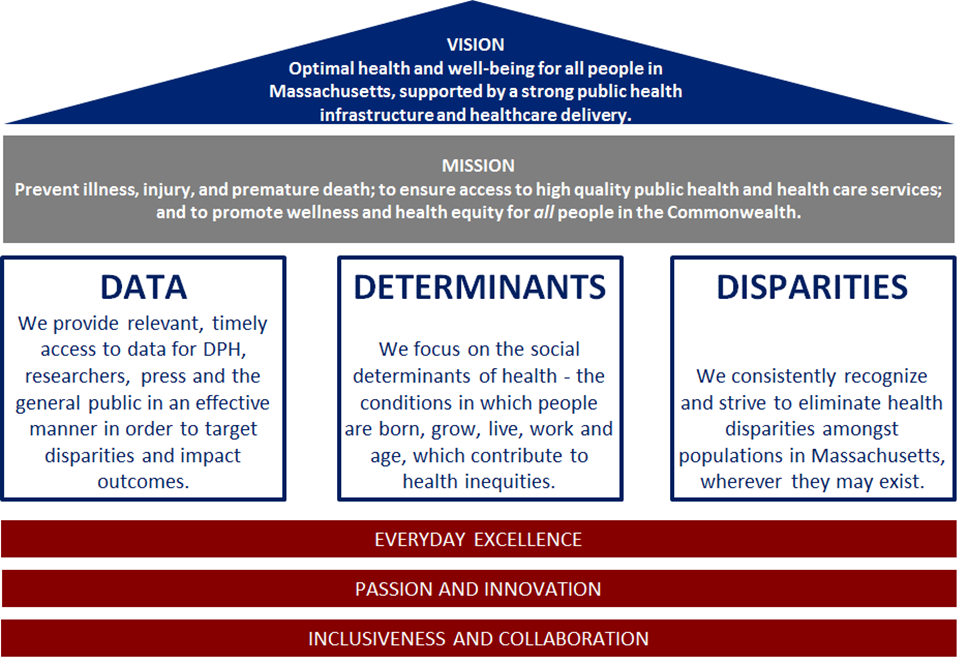 VISION
Optimal health and well-being for all people in
Massachusetts, supported by a strong public health
infrastructure and healthcare delivery.
MISSION
Prevent illness, injury, and premature death; to ensure access to high quality public health and health care services;
and to promote wellness and health equity for all people in the Commonwealth.
DATA
We provide relevant, timely
access to data for DPH,
researchers, press and the
general public in an effective
manner in order to target
disparities and impact
outcomes.
DETERMINANTS
We focus on the social
determinants of health - the
conditions in which people
are born, grow, live, work and
age, which contribute to
health inequities.
DISPARITIES
We consistently recognize
and strive to eliminate health
disparities amongst
populations in Massachusetts,
wherever they may exist.
EVERYDAY EXCELLENCE
PASSION AND INNOVATION
INCLUSIVENESS AND COLLABORATION